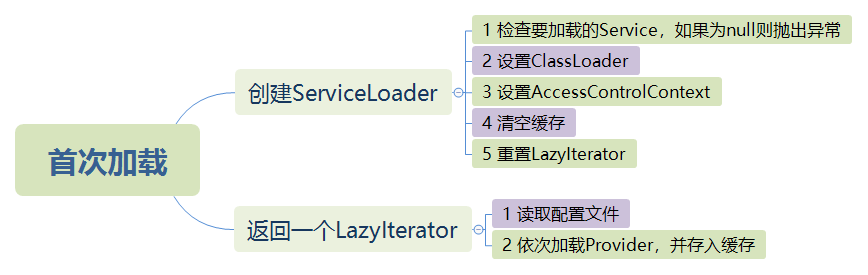 首次加载
创建ServiceLoader
1 检查要加载的Service，如果为null则抛出异常
2 设置ClassLoader
3 设置AccessControlContext
4 清空缓存
5 重置LazyIterator
返回一个LazyIterator
1 读取配置文件
2 依次加载Provider，并存入缓存